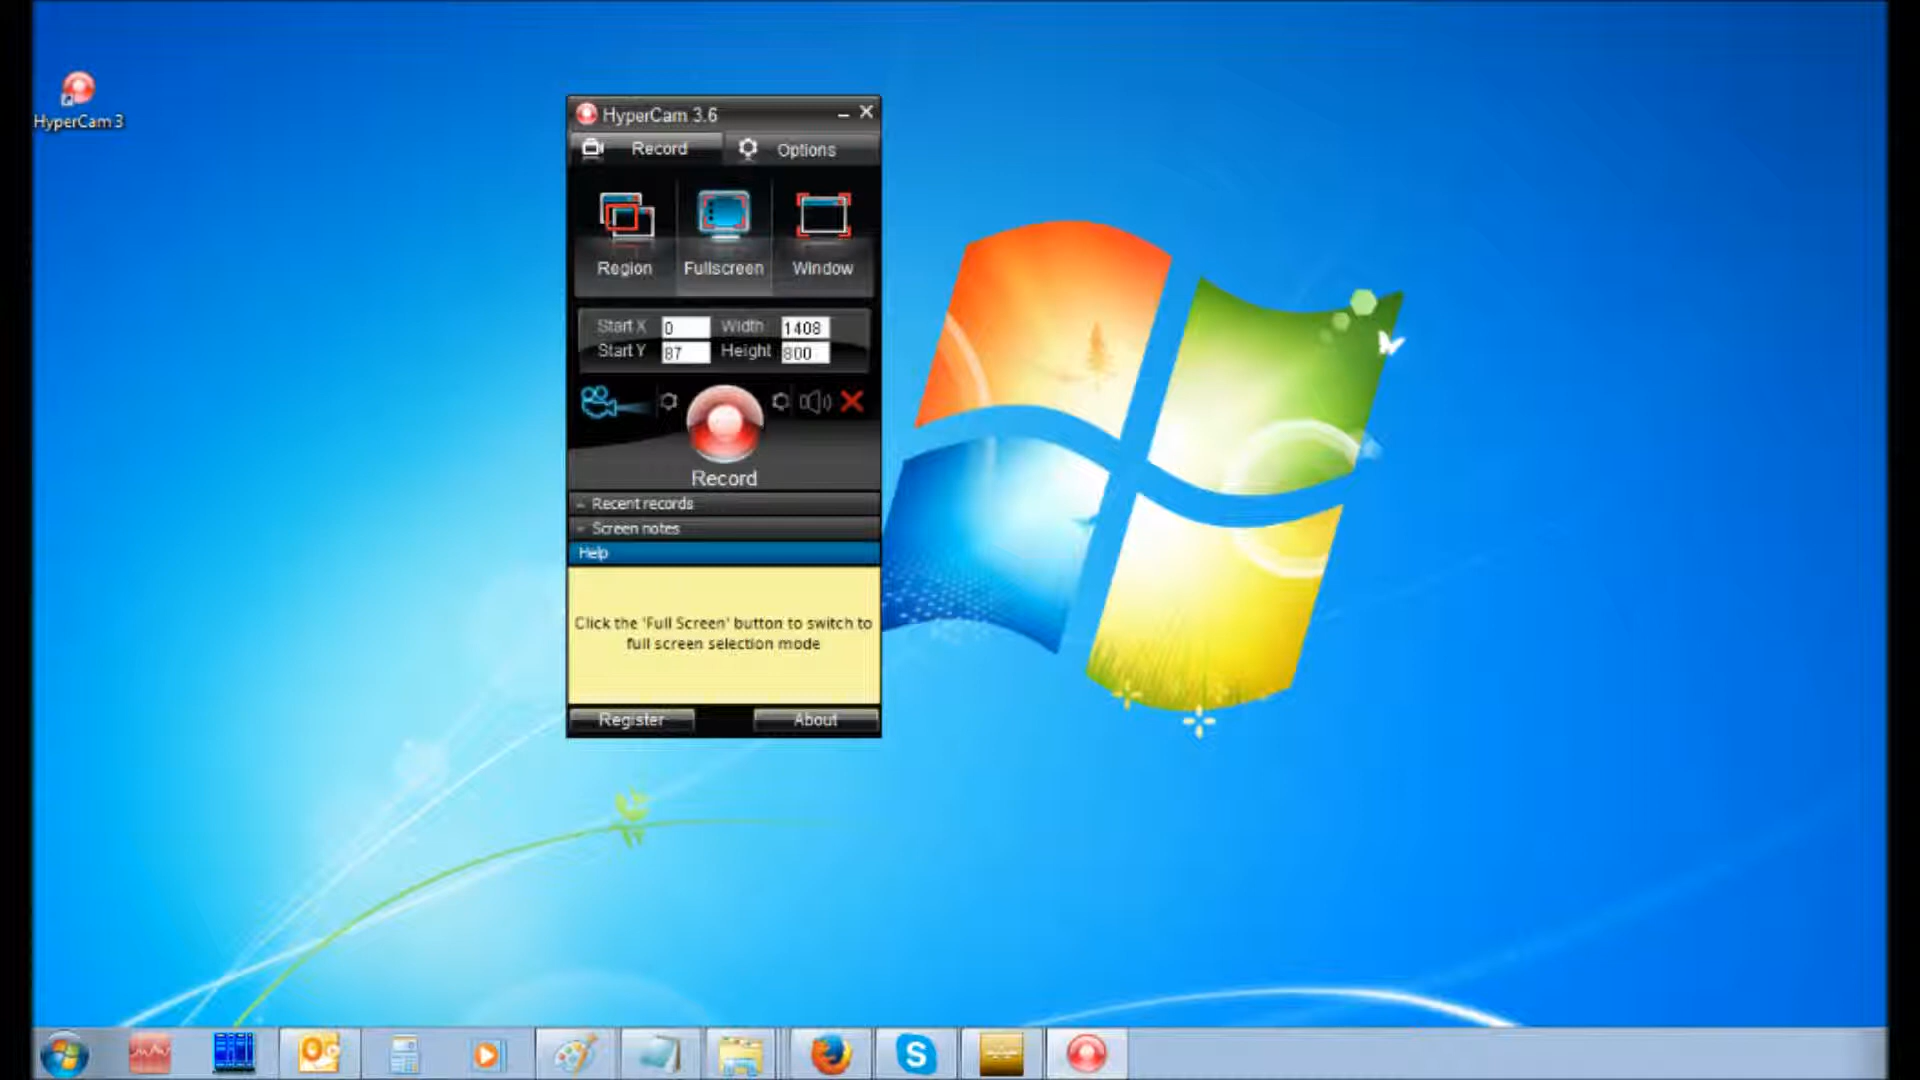 HyperCam 3
HyperCam 3.6
Record
Options
Region
Fullscreen
Window
Start X 0 Width 1408
Start Y 87 Height 800
Record
Recent records
Screen notes
Help
Click the 'Full Screen' button to switch to
full screen selection mode
Register
About